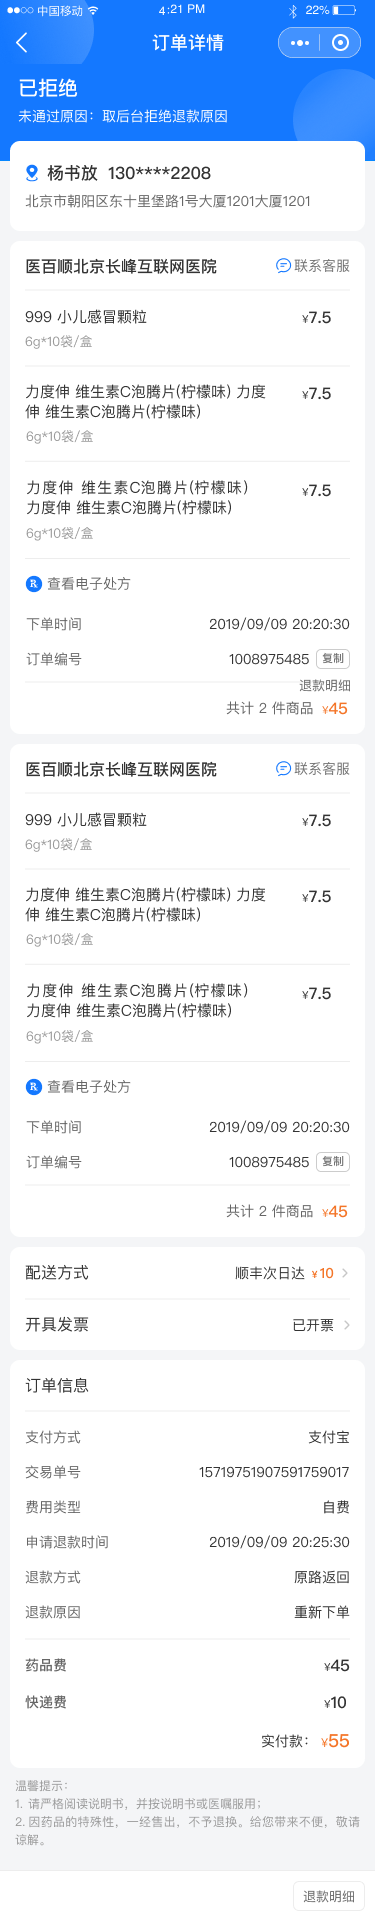 中国移动 4:21 PM 22%
订单详情
已拒绝
未通过原因：取后台拒绝退款原因
杨书放 130****2208
北京市朝阳区东十里堡路1号大厦1201大厦1201
医百顺北京长峰互联网医院 联系客服
999 小儿感冒颗粒 ¥7.5
6g*10袋/盒
力度伸 维生素C泡腾片(柠檬味) 力度 ¥7.5
伸 维生素C泡腾片(柠檬味)
6g*10袋/盒
力度伸 维生素C泡腾片(柠檬味) ¥7.5
力度伸 维生素C泡腾片(柠檬味)
6g*10袋/盒
R 查看电子处方
下单时间 2019/09/09 20:20:30
订单编号 1008975485 复制
退款明细
共计 2 件商品 ¥45
医百顺北京长峰互联网医院 联系客服
999 小儿感冒颗粒 ¥7.5
6g*10袋/盒
力度伸 维生素C泡腾片(柠檬味) 力度 ¥7.5
伸 维生素C泡腾片(柠檬味)
6g*10袋/盒
力度伸 维生素C泡腾片(柠檬味) ¥7.5
力度伸 维生素C泡腾片(柠檬味)
6g*10袋/盒
R 查看电子处方
下单时间 2019/09/09 20:20:30
订单编号 1008975485 复制
共计 2 件商品 ¥45
配送方式 顺丰次日达 ¥10
开具发票 已开票
订单信息
支付方式 支付宝
交易单号 15719751907591759017
费用类型 自费
申请退款时间 2019/09/09 20:25:30
退款方式 原路返回
退款原因 重新下单
药品费 ¥45
快递费 ¥10
实付款： ¥55
温馨提示：
1. 请严格阅读说明书，并按说明书或医嘱服用；
2. 因药品的特殊性，一经售出，不予退换。给您带来不便，敬请
谅解。
退款明细